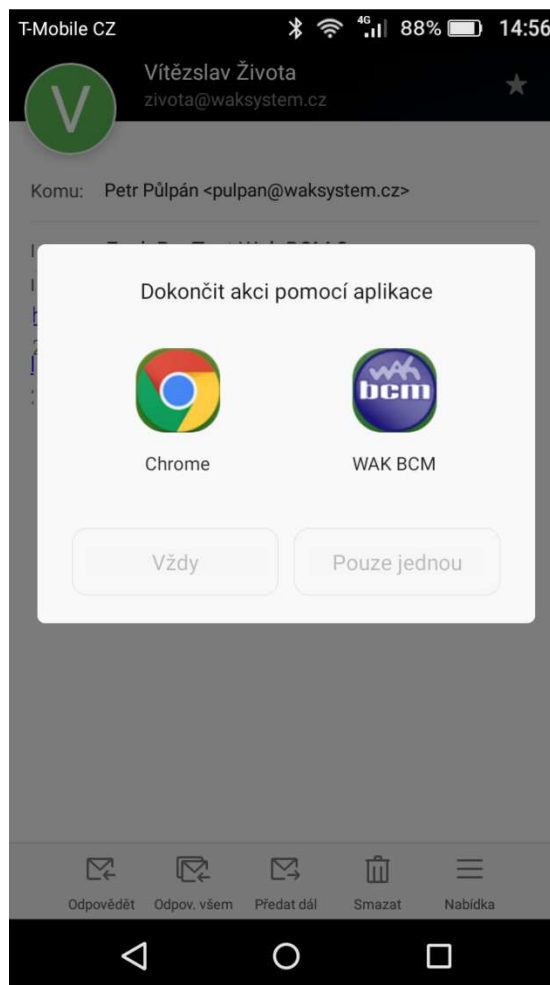 T-Mobile CZ 4G 88% 14:56
V
Vítězslav Života
zivota@waksystem.cz
Komu: Petr Půlpán <pulpan@waksystem.cz>
Dokončit akci pomocí aplikace
wak
bcm
Chrome WAK BCM
Vždy Pouze jednou
Odpovědět Odpov. všem Předat dál Smazat Nabídka